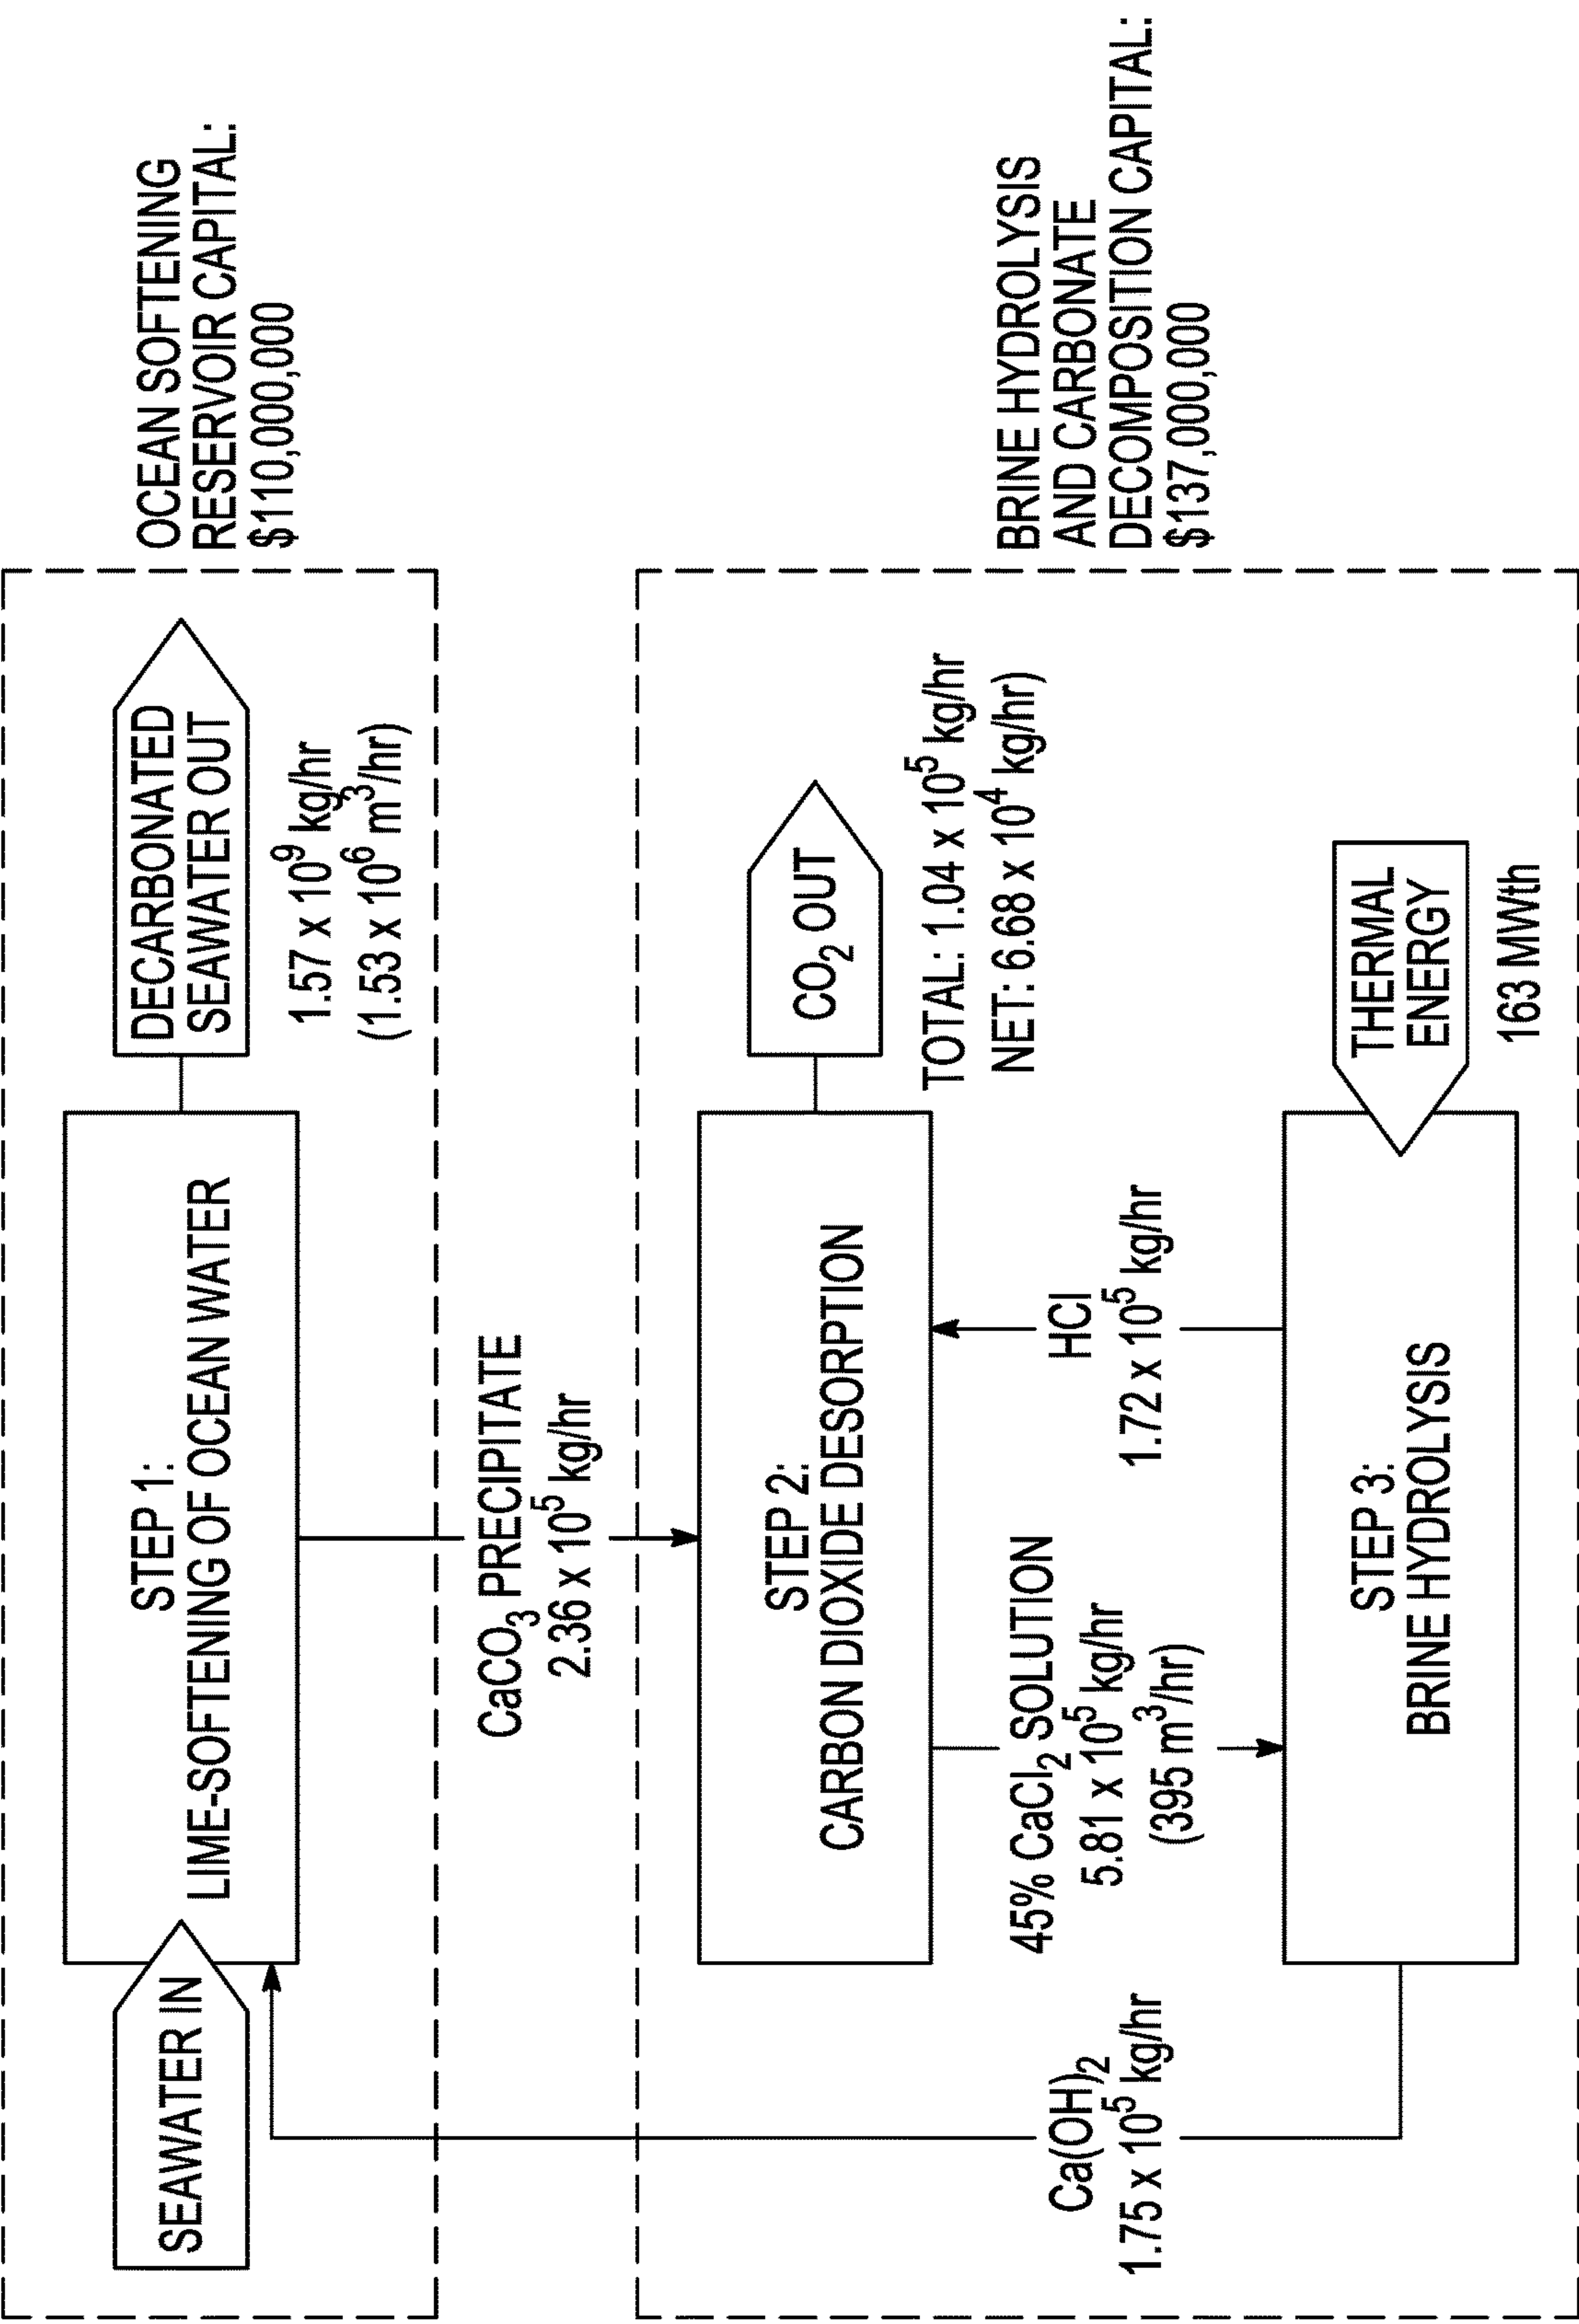 SEAWATER IN
STEP 1:
LIME-SOFTENING OF OCEAN WATER
DECARBONATED
SEAWATER OUT
1.57 x 10⁹ kg/hr
(1.53 x 10⁶ m³/hr)
OCEAN SOFTENING
RESERVOIR CAPITAL:
$110,000,000
CaCO₃ PRECIPITATE
2.36 x 10⁵ kg/hr
STEP 2:
CARBON DIOXIDE DESORPTION
CO₂ OUT
TOTAL: 1.04 x 10⁵ kg/hr
NET: 6.68 x 10⁴ kg/hr)
BRINE HYDROLYSIS
AND CARBONATE
DECOMPOSITION CAPITAL:
$137,000,000
Ca(OH)₂
1.75 x 10⁵ kg/hr
45% CaCl₂ SOLUTION
5.81 x 10⁵ kg/hr
(395 m³/hr)
HCl
1.72 x 10⁵ kg/hr
STEP 3:
BRINE HYDROLYSIS
THERMAL
ENERGY
163 MWth